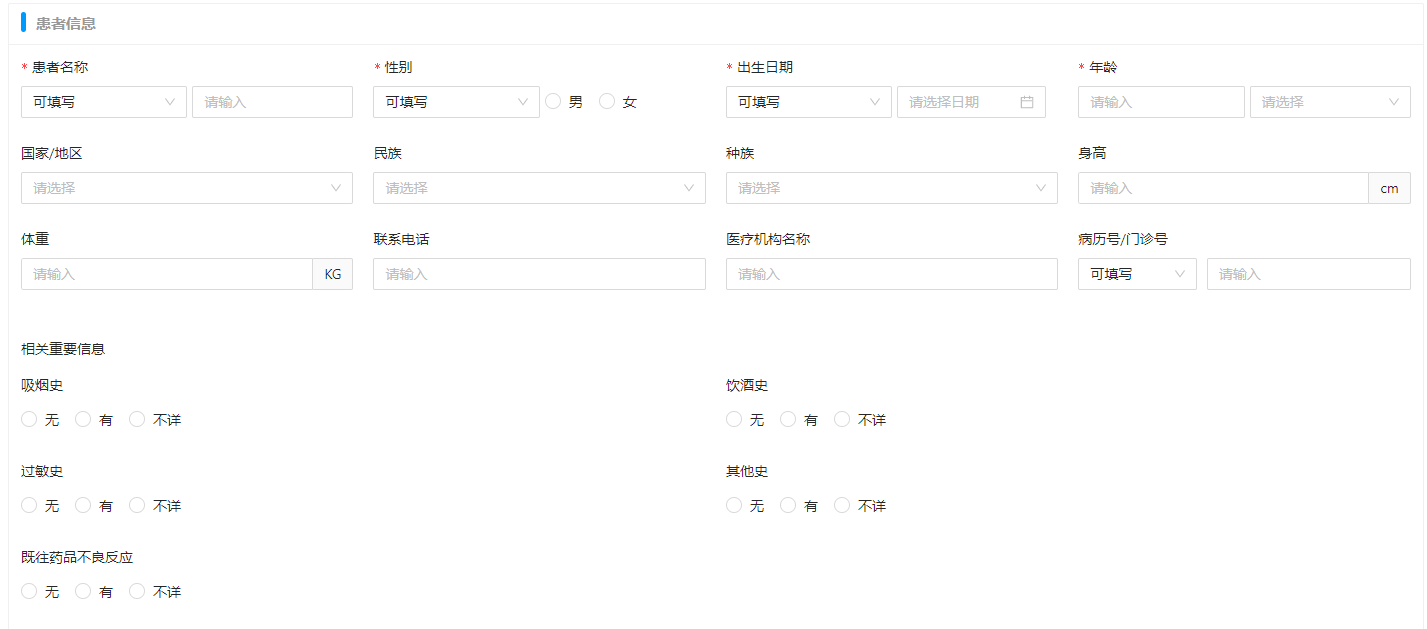 患者信息
* 患者名称 * 性别 * 出生日期 * 年龄
可填写 请输入 可填写 男 女 可填写 请选择日期 请输入 请选择
国家/地区 民族 种族 身高
请选择 请选择 请选择 请输入 cm
体重 联系电话 医疗机构名称 病历号/门诊号
请输入 KG 请输入 请输入 可填写 请输入
相关重要信息
吸烟史 饮酒史
无 有 不详 无 有 不详
过敏史 其他史
无 有 不详 无 有 不详
既往药品不良反应
无 有 不详